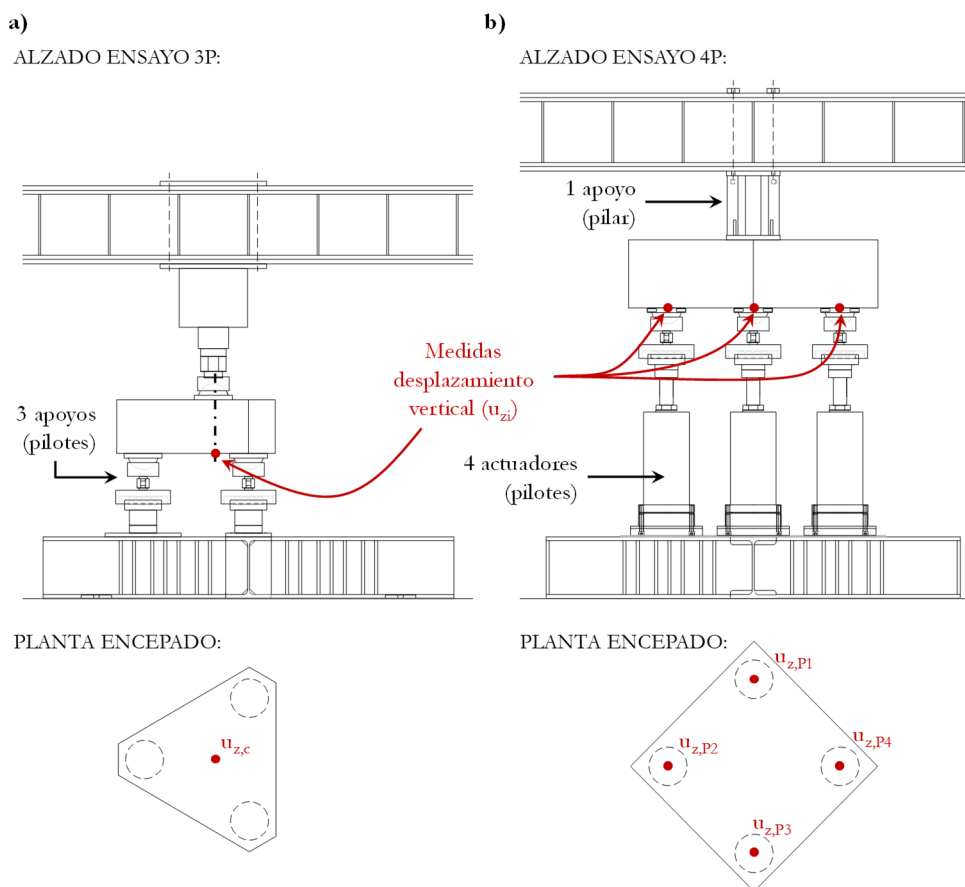 a)
ALZADO ENSAYO 3P:
3 apoyos
(pilotes)
Medidas
desplazamiento
vertical (uzi)
PLANTA ENCEPADO:
uz,c
b)
ALZADO ENSAYO 4P:
1 apoyo
(pilar)
4 actuadores
(pilotes)
PLANTA ENCEPADO:
uz,P1
uz,P2
uz,P4
uz,P3